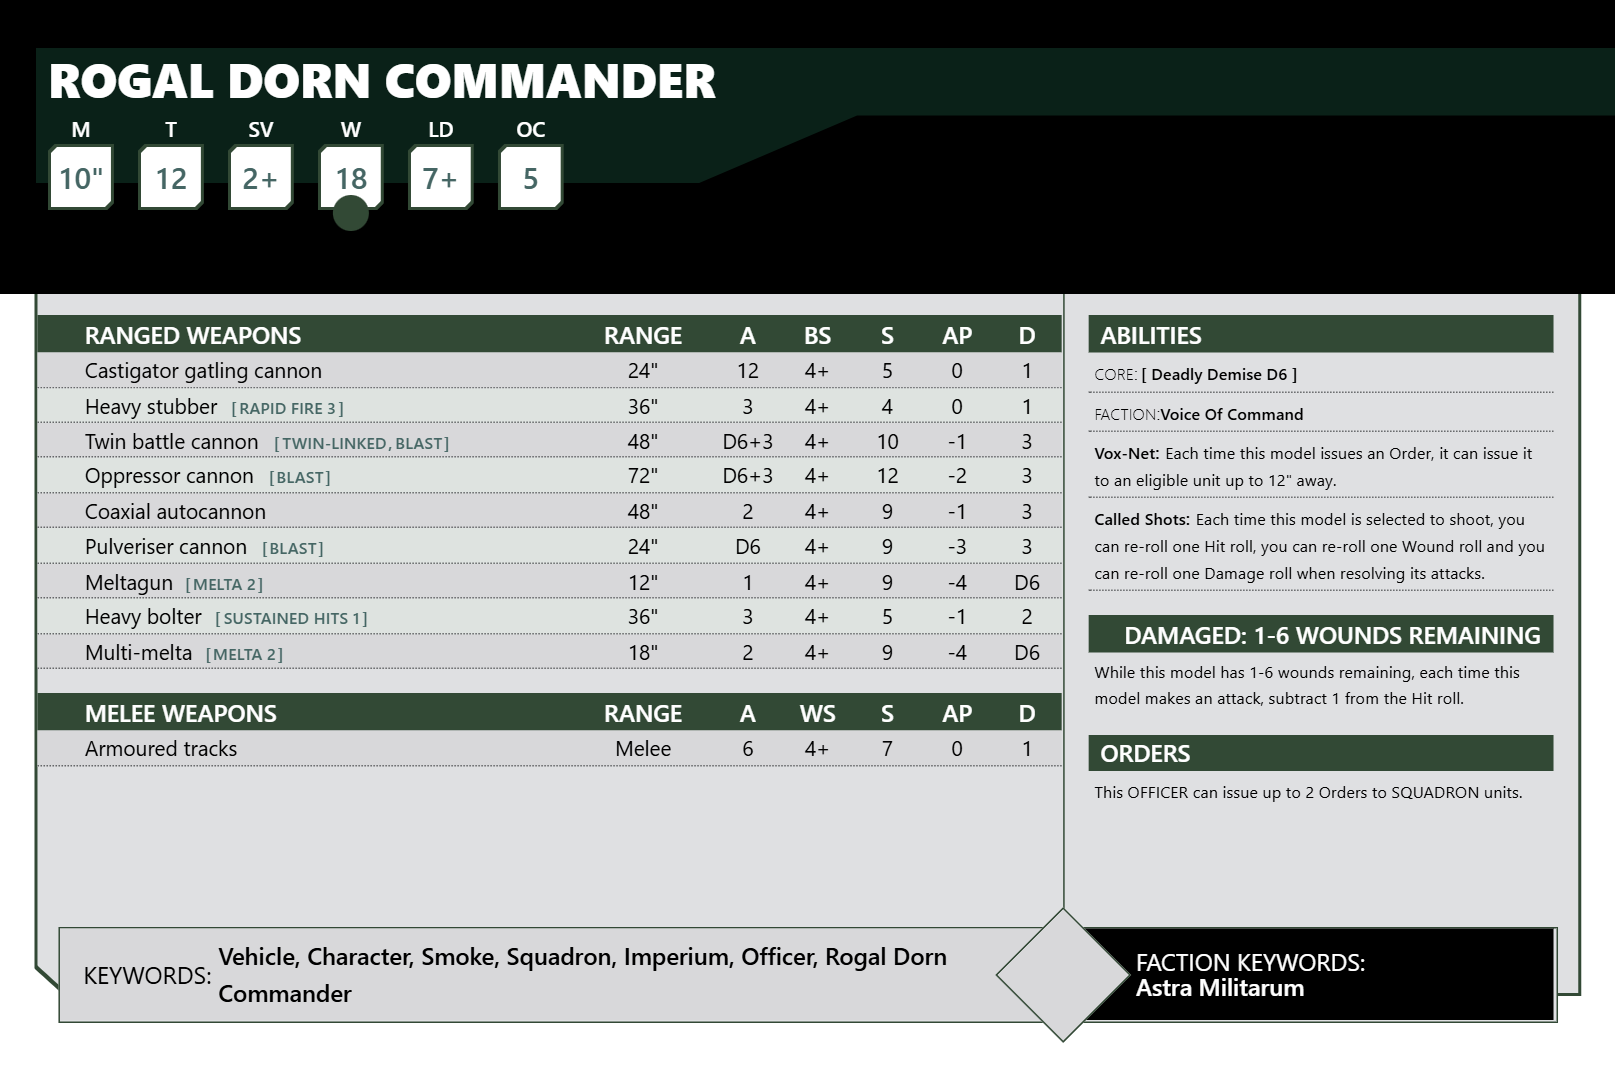 ROGAL DORN COMMANDER
M T SV W LD OC
10" 12 2+ 18 7+ 5
RANGED WEAPONS RANGE A BS S AP D
Castigator gatling cannon 24" 12 4+ 5 0 1
Heavy stubber [RAPID FIRE 3] 36" 3 4+ 4 0 1
Twin battle cannon [TWIN-LINKED, BLAST] 48" D6+3 4+ 10 -1 3
Oppressor cannon [BLAST] 72" D6+3 4+ 12 -2 3
Coaxial autocannon 48" 2 4+ 9 -1 3
Pulveriser cannon [BLAST] 24" D6 4+ 9 -3 3
Meltagun [MELTA 2] 12" 1 4+ 9 -4 D6
Heavy bolter [SUSTAINED HITS 1] 36" 3 4+ 5 -1 2
Multi-melta [MELTA 2] 18" 2 4+ 9 -4 D6
MELEE WEAPONS RANGE A WS S AP D
Armoured tracks Melee 6 4+ 7 0 1
ABILITIES
CORE: [ Deadly Demise D6 ]
FACTION:Voice Of Command
Vox-Net: Each time this model issues an Order, it can issue it
to an eligible unit up to 12" away.
Called Shots: Each time this model is selected to shoot, you
can re-roll one Hit roll, you can re-roll one Wound roll and you
can re-roll one Damage roll when resolving its attacks.
DAMAGED: 1-6 WOUNDS REMAINING
While this model has 1-6 wounds remaining, each time this
model makes an attack, subtract 1 from the Hit roll.
ORDERS
This OFFICER can issue up to 2 Orders to SQUADRON units.
KEYWORDS: Vehicle, Character, Smoke, Squadron, Imperium, Officer, Rogal Dorn
Commander
FACTION KEYWORDS:
Astra Militarum